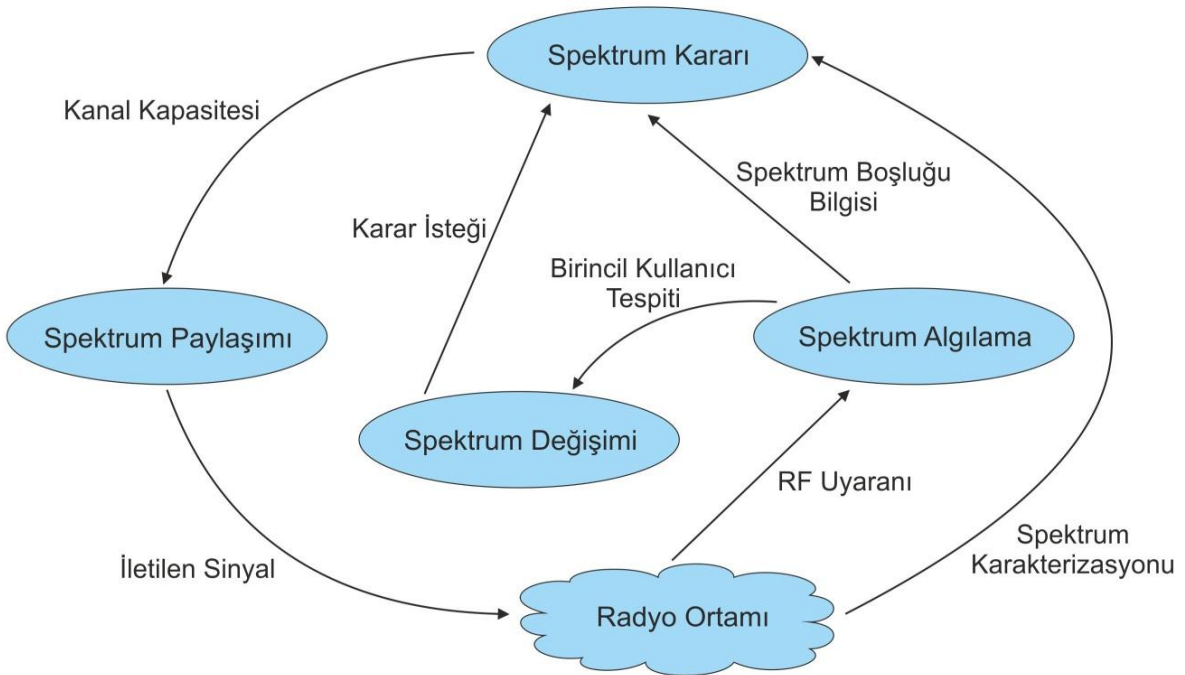 Spektrum Kararı
Kanal Kapasitesi
Spektrum Boşluğu
Bilgisi
Karar İsteği
Birincil Kullanıcı
Tespiti
Spektrum Paylaşımı
Spektrum Algılama
Spektrum Değişimi
RF Uyaranı
Spektrum
Karakterizasyonu
İletilen Sinyal
Radyo Ortamı